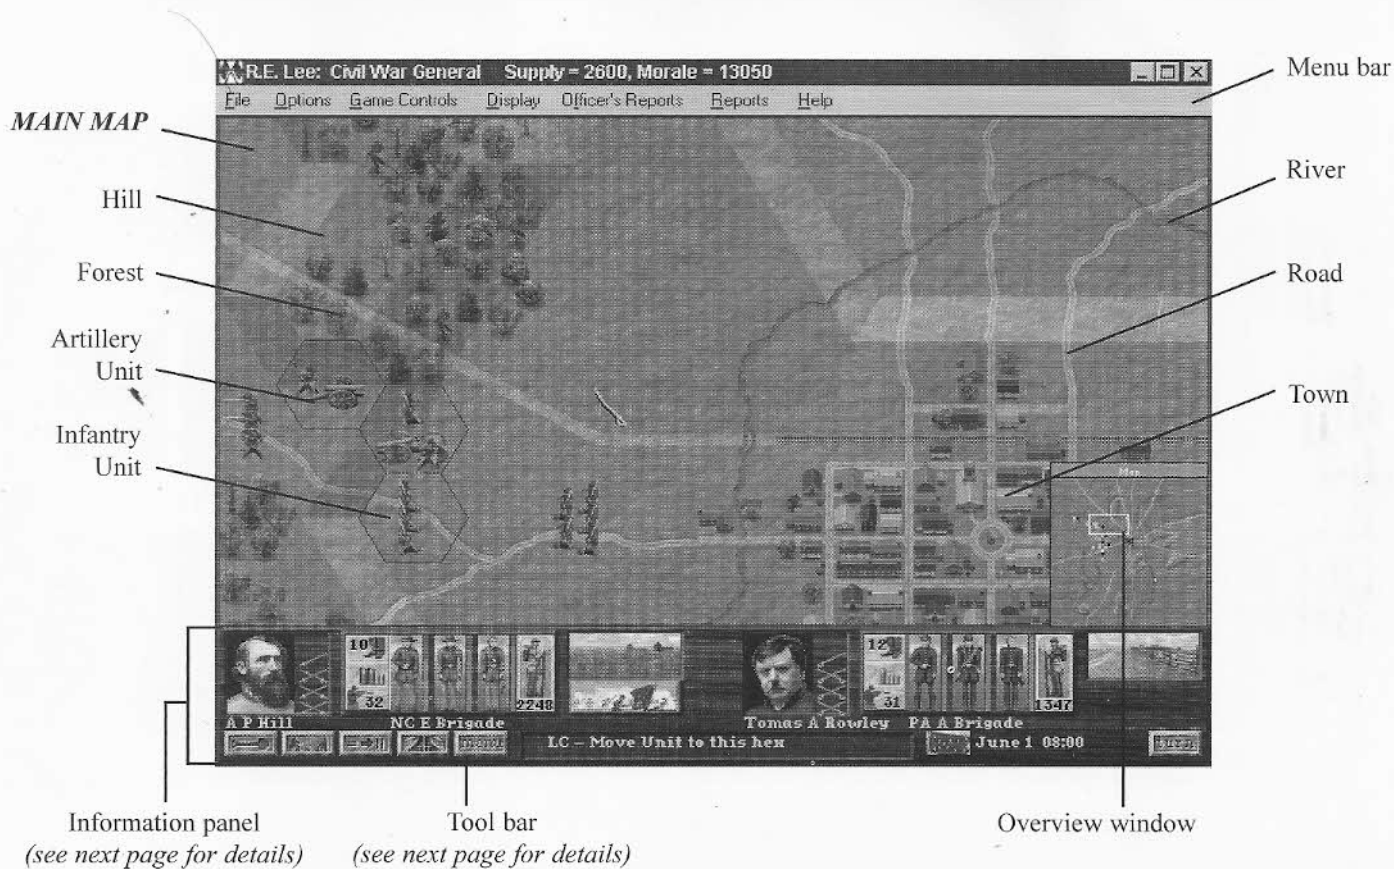 R.E. Lee: Civil War General Supply = 2600, Morale = 13050
File Options Game Controls Display Officer's Reports Reports Help
Menu bar
MAIN MAP
River
Hill
Forest
Road
Artillery
Unit
Town
Infantry
Unit
Map
10
32
2248
12
31
1347
A P Hill NC E Brigade Tomas A Rowley PA A Brigade
LC - Move Unit to this hex
June 1 08:00
turn
Information panel
(see next page for details)
Tool bar
(see next page for details)
Overview window